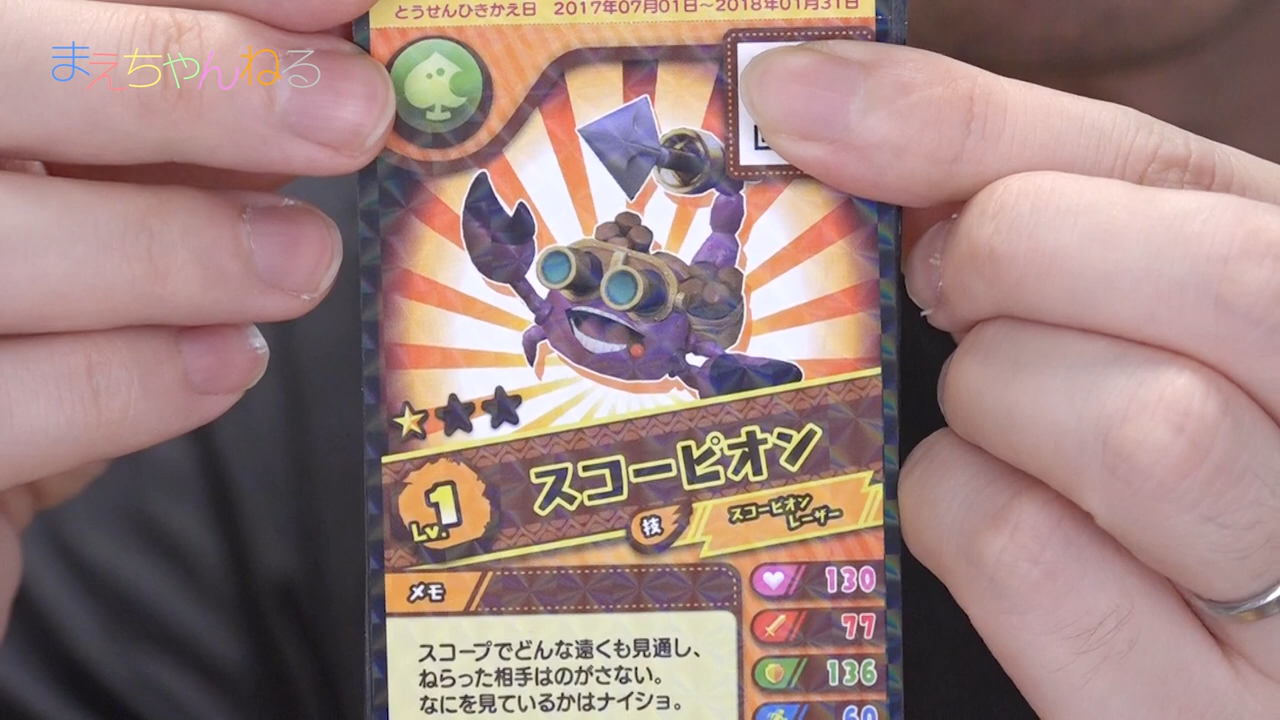 とうせんひきかえ日 2017年07月01日～2018年01月31日
まえちゃんねる
スコーピオン
Lv.1
技
スコーピオン
レーザー
メモ
130
77
136
60
スコープでどんな遠くも見通し、
ねらった相手はのがさない。
なにを見ているかはナイショ。